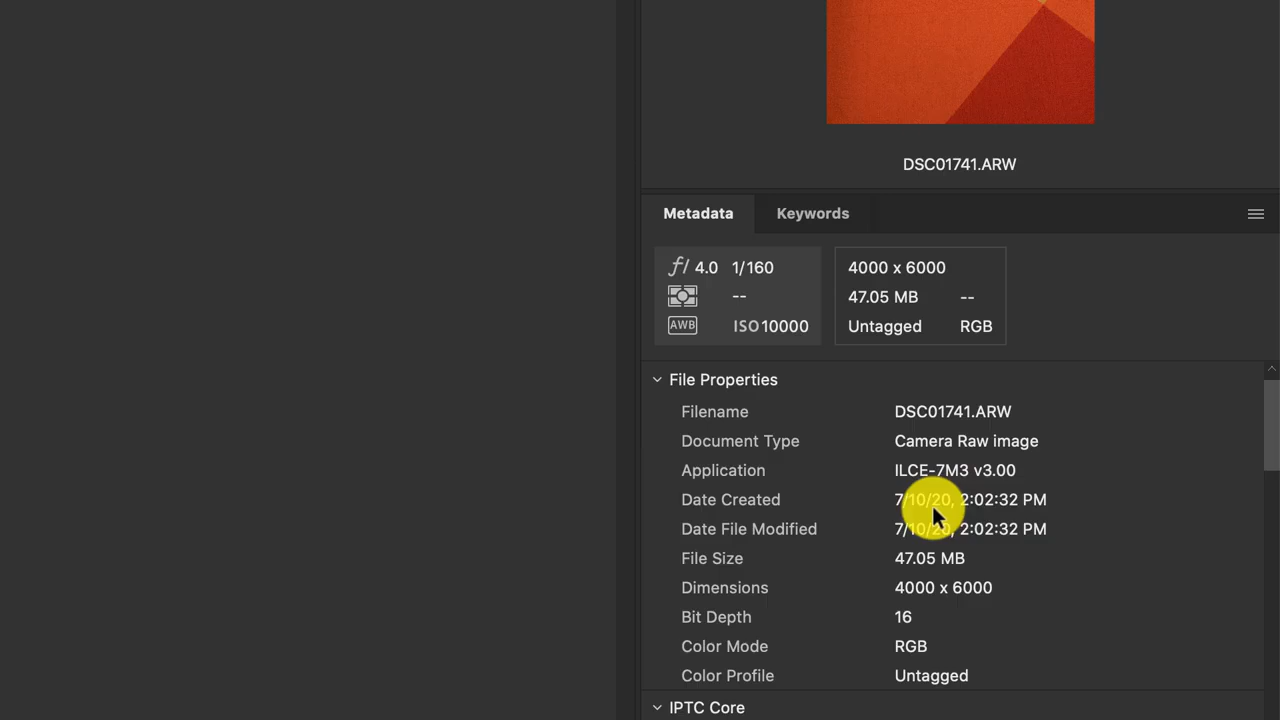 DSC01741.ARW
Metadata Keywords
f/ 4.0 1/160
--
AWB ISO10000
4000 x 6000
47.05 MB --
Untagged RGB
File Properties
Filename DSC01741.ARW
Document Type Camera Raw image
Application ILCE-7M3 v3.00
Date Created 7/10/20, 2:02:32 PM
Date File Modified 7/10/20, 2:02:32 PM
File Size 47.05 MB
Dimensions 4000 x 6000
Bit Depth 16
Color Mode RGB
Color Profile Untagged
IPTC Core